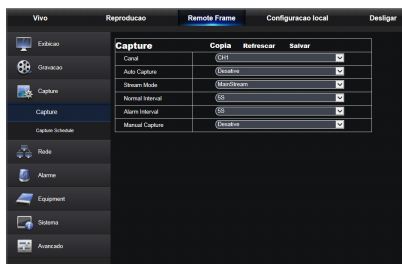 Vivo Reproducao Remote Frame Configuracao local Desligar
Exibicao
Gravacao
Capture
Capture
Capture Schedule
Rede
Alarme
Equipment
Sistema
Avancado
Capture Copia Refrescar Salvar
Canal CH1
Auto Capture Desative
Stream Mode MainStream
Normal Interval 5S
Alarm Interval 5S
Manual Capture Desative